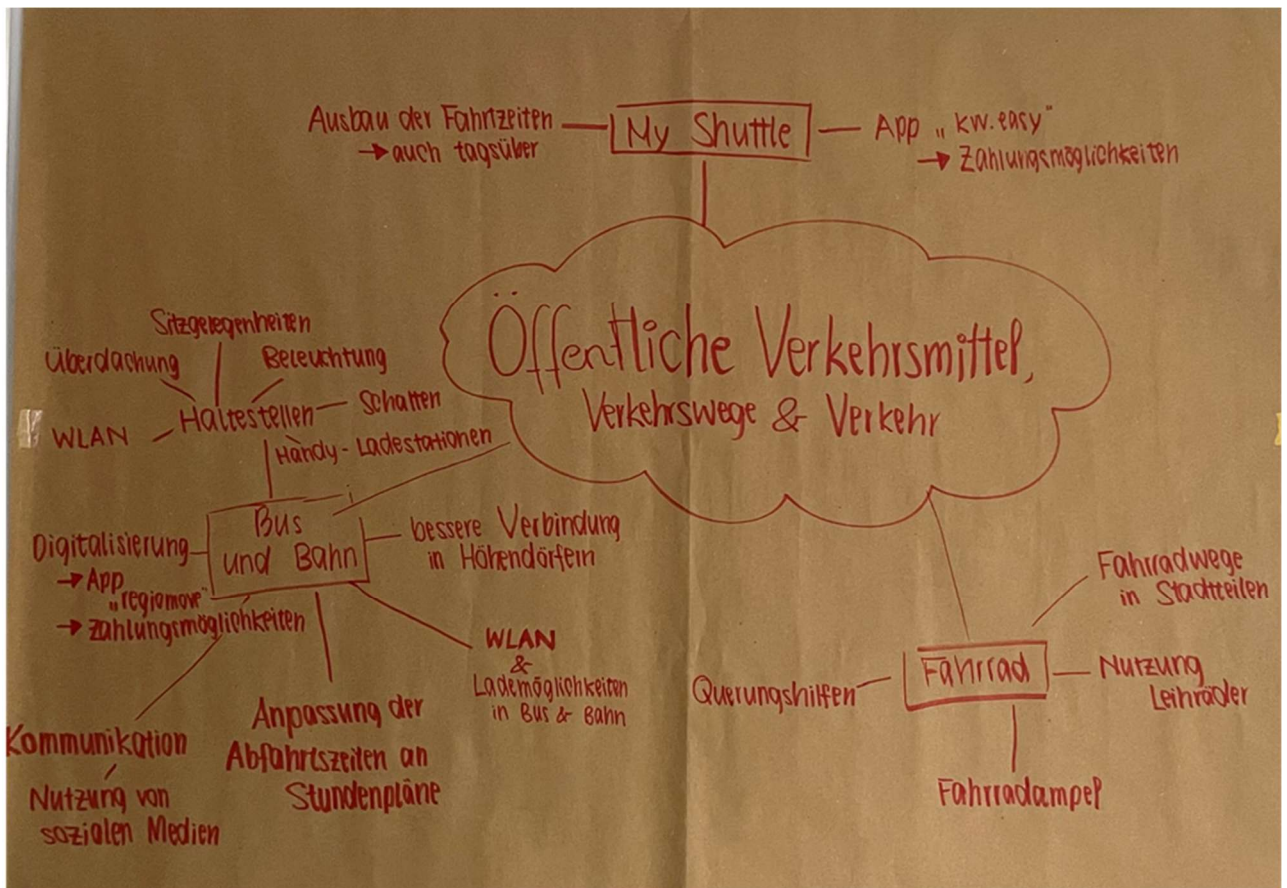 Ausbau der Fahrtzeiten
→ auch tagsüber
My Shuttle
App „kw.easy"
→ Zahlungsmöglichkeiten
Öffentliche Verkehrsmittel,
Verkehrswege & Verkehr
Sitzgelegenheiten
Überdachung
Beleuchtung
Haltestellen
Schatten
WLAN
Handy-Ladestationen
Bus
und Bahn
Digitalisierung
→ App
„regiomove"
→ Zahlungsmöglichkeiten
bessere Verbindung
in Höhendörfern
WLAN
&
Lademöglichkeiten
in Bus & Bahn
Anpassung der
Abfahrtszeiten an
Stundenpläne
Kommunikation
Nutzung von
sozialen Medien
Fahrrad
Fahrradwege
in Stadtteilen
Nutzung
Leihräder
Querungshilfen
Fahrradampel